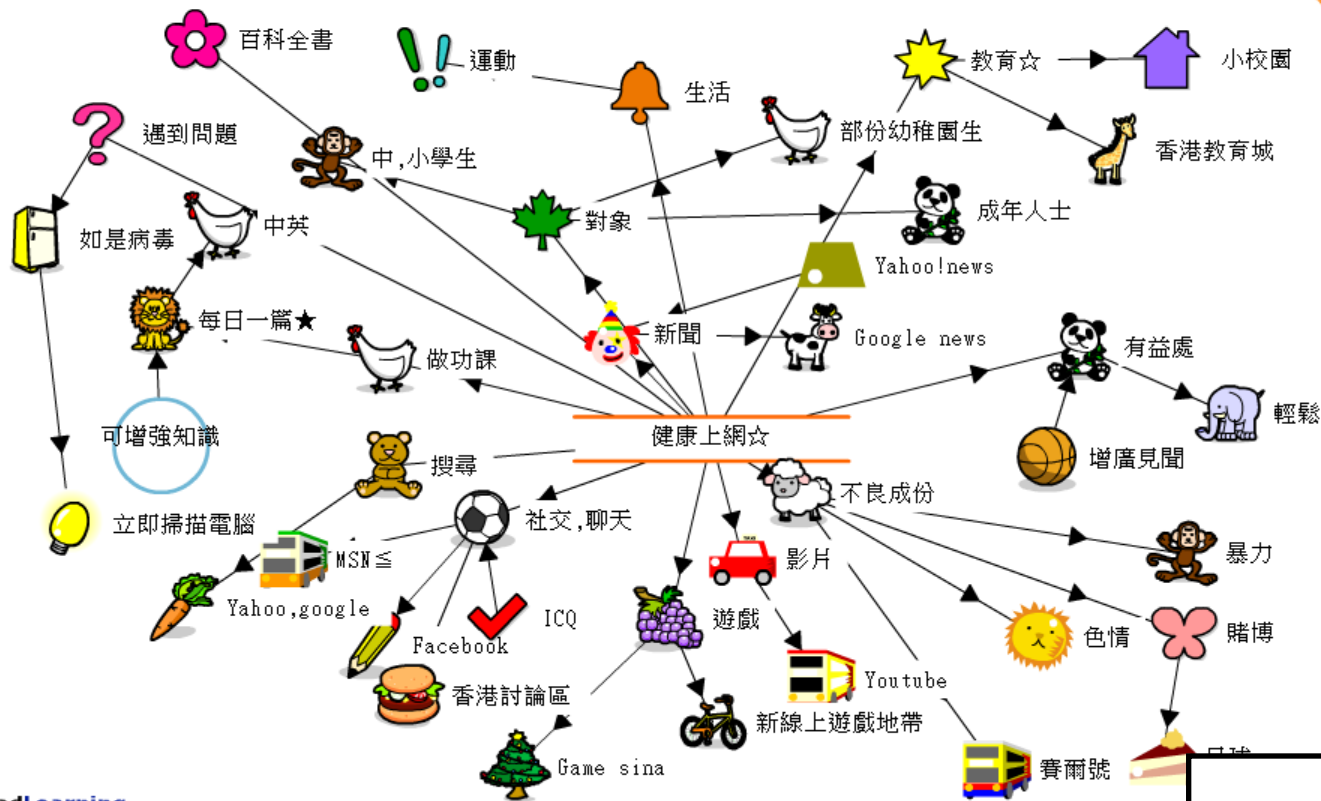 百科全書
運動
教育☆
小校園
生活
遇到問題
部份幼稚園生
香港教育城
中,小學生
對象
成年人士
如是病毒
中英
Yahoo!news
每日一篇★
新聞
Google news
做功課
有益處
輕鬆
可增強知識
健康上網☆
搜尋
增廣見聞
不良成份
立即掃描電腦
社交,聊天
MSN≦
影片
暴力
Yahoo,google
ICQ
遊戲
色情
賭博
Facebook
Youtube
香港討論區
新線上遊戲地帶
Game sina
賽爾號